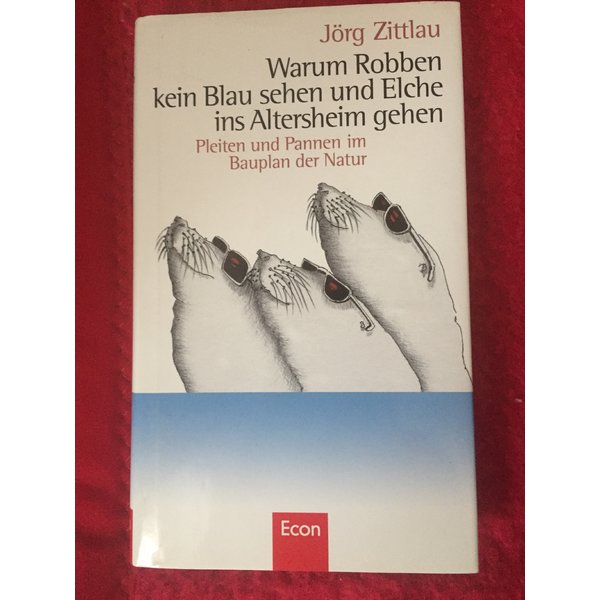 Jörg Zittlau
Warum Robben
kein Blau sehen und Elche
ins Altersheim gehen
Pleiten und Pannen im
Bauplan der Natur
Econ